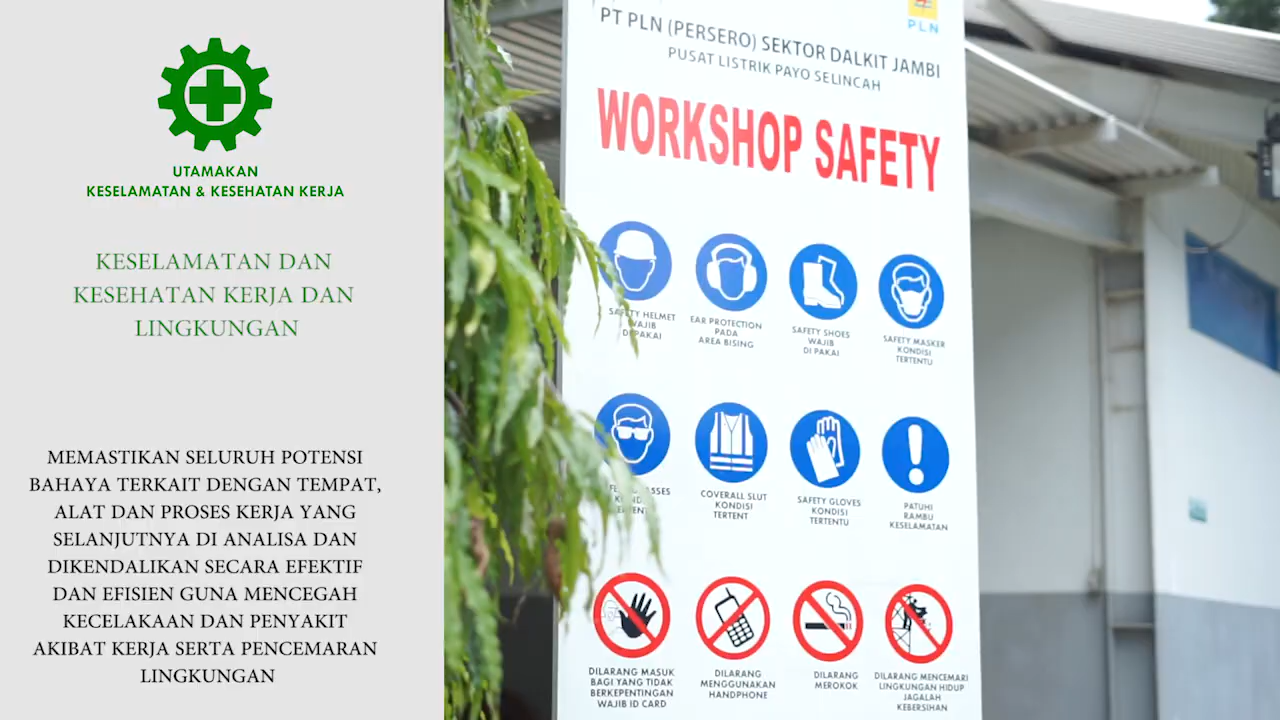 UTAMAKAN
KESELAMATAN & KESEHATAN KERJA
KESELAMATAN DAN
KESEHATAN KERJA DAN
LINGKUNGAN
MEMASTIKAN SELURUH POTENSI
BAHAYA TERKAIT DENGAN TEMPAT,
ALAT DAN PROSES KERJA YANG
SELANJUTNYA DI ANALISA DAN
DIKENDALIKAN SECARA EFEKTIF
DAN EFISIEN GUNA MENCEGAH
KECELAKAAN DAN PENYAKIT
AKIBAT KERJA SERTA PENCEMARAN
LINGKUNGAN
PLN
PT PLN (PERSERO) SEKTOR DALKIT JAMBI
PUSAT LISTRIK PAYO SELINCAH
WORKSHOP SAFETY
SAFETY HELMET
WAJIB
DI PAKAI
EAR PROTECTION
PADA
AREA BISING
SAFETY SHOES
WAJIB
DI PAKAI
SAFETY MASKER
KONDISI
TERTENTU
COVERALL SLUT
KONDISI
TERTENT
SAFETY GLOVES
KONDISI
TERTENTU
PATUHI
RAMBU
KESELAMATAN
DILARANG MASUK
BAGI YANG TIDAK
BERKEPENTINGAN
WAJIB ID CARD
DILARANG
MENGGUNAKAN
HANDPHONE
DILARANG
MEROKOK
DILARANG MENCEMARI
LINGKUNGAN HIDUP
JAGALAH
KEBERSIHAN